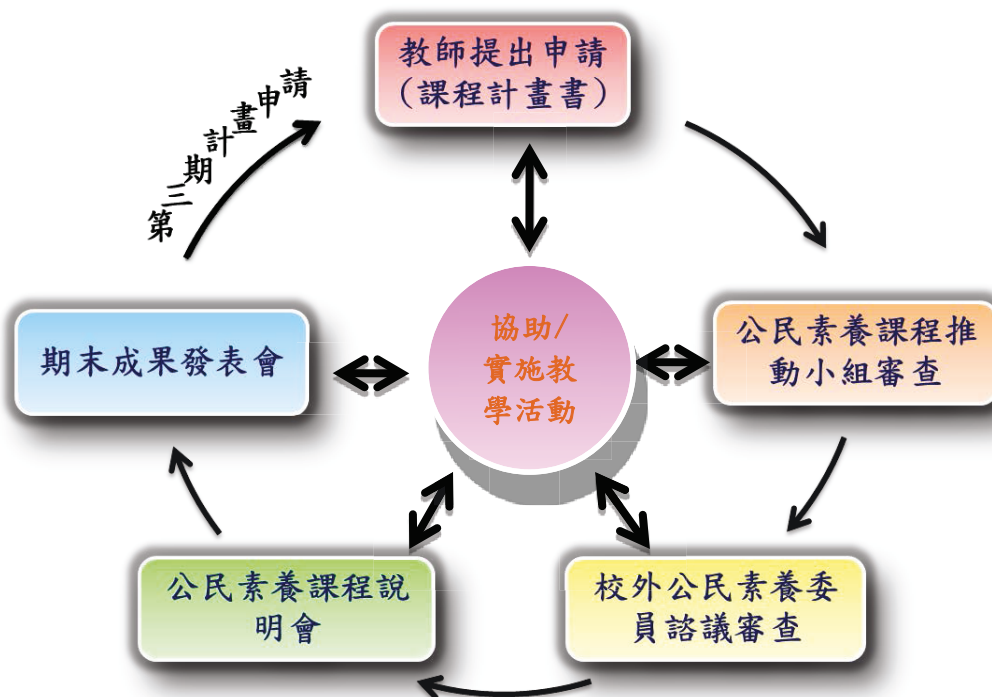 教師提出申請
（課程計畫書）
第三期計畫申請
協助/
實施教
學活動
期末成果發表會
公民素養課程推
動小組審查
公民素養課程說
明會
校外公民素養委
員諮議審查